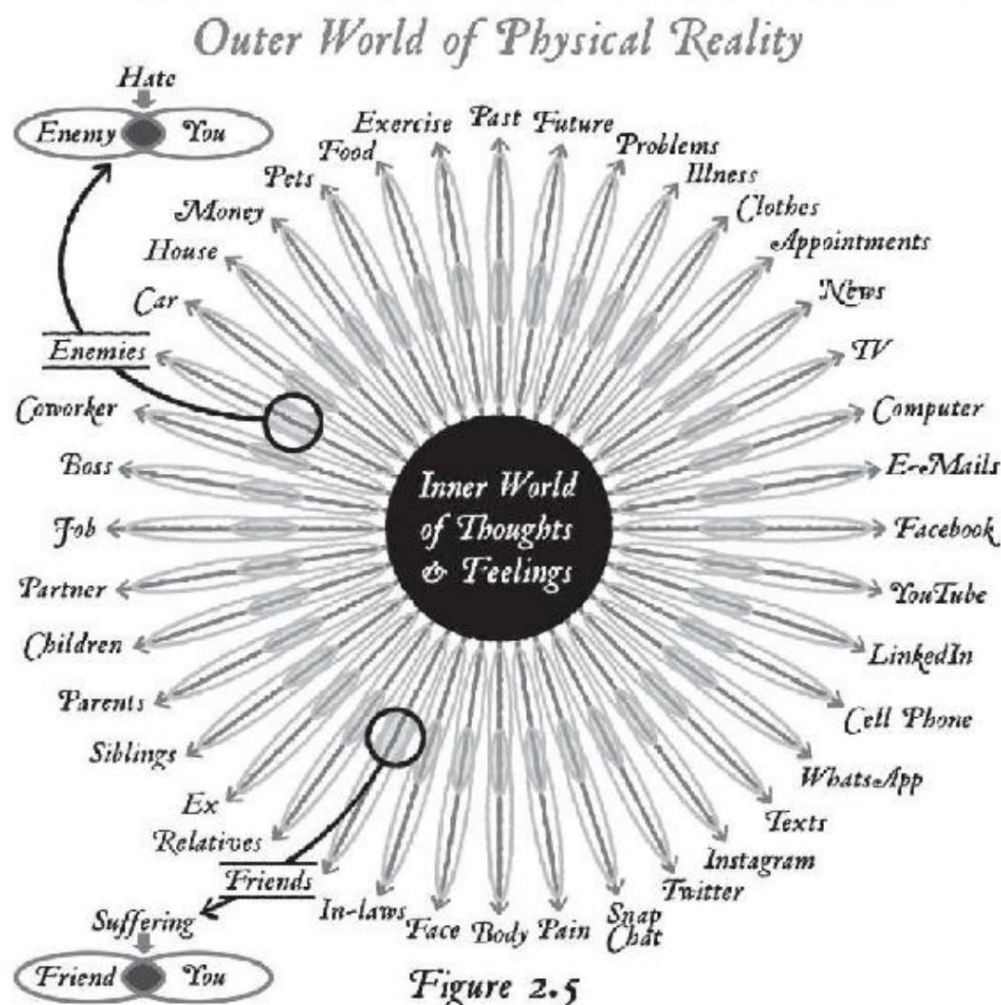 Outer World of Physical Reality
Hate
Enemy You
Past
Future
Problems
Illness
Clothes
Appointments
News
TV
Computer
E-Mails
Facebook
YouTube
LinkedIn
Cell Phone
WhatsApp
Texts
Instagram
Twitter
Snap
Chat
Pain
Body
Face
In-laws
Friends
Relatives
Ex
Siblings
Parents
Children
Partner
Job
Boss
Coworker
Enemies
Car
House
Money
Pets
Food
Exercise
Inner World
of Thoughts
& Feelings
Suffering
Friend You
Figure 2.5